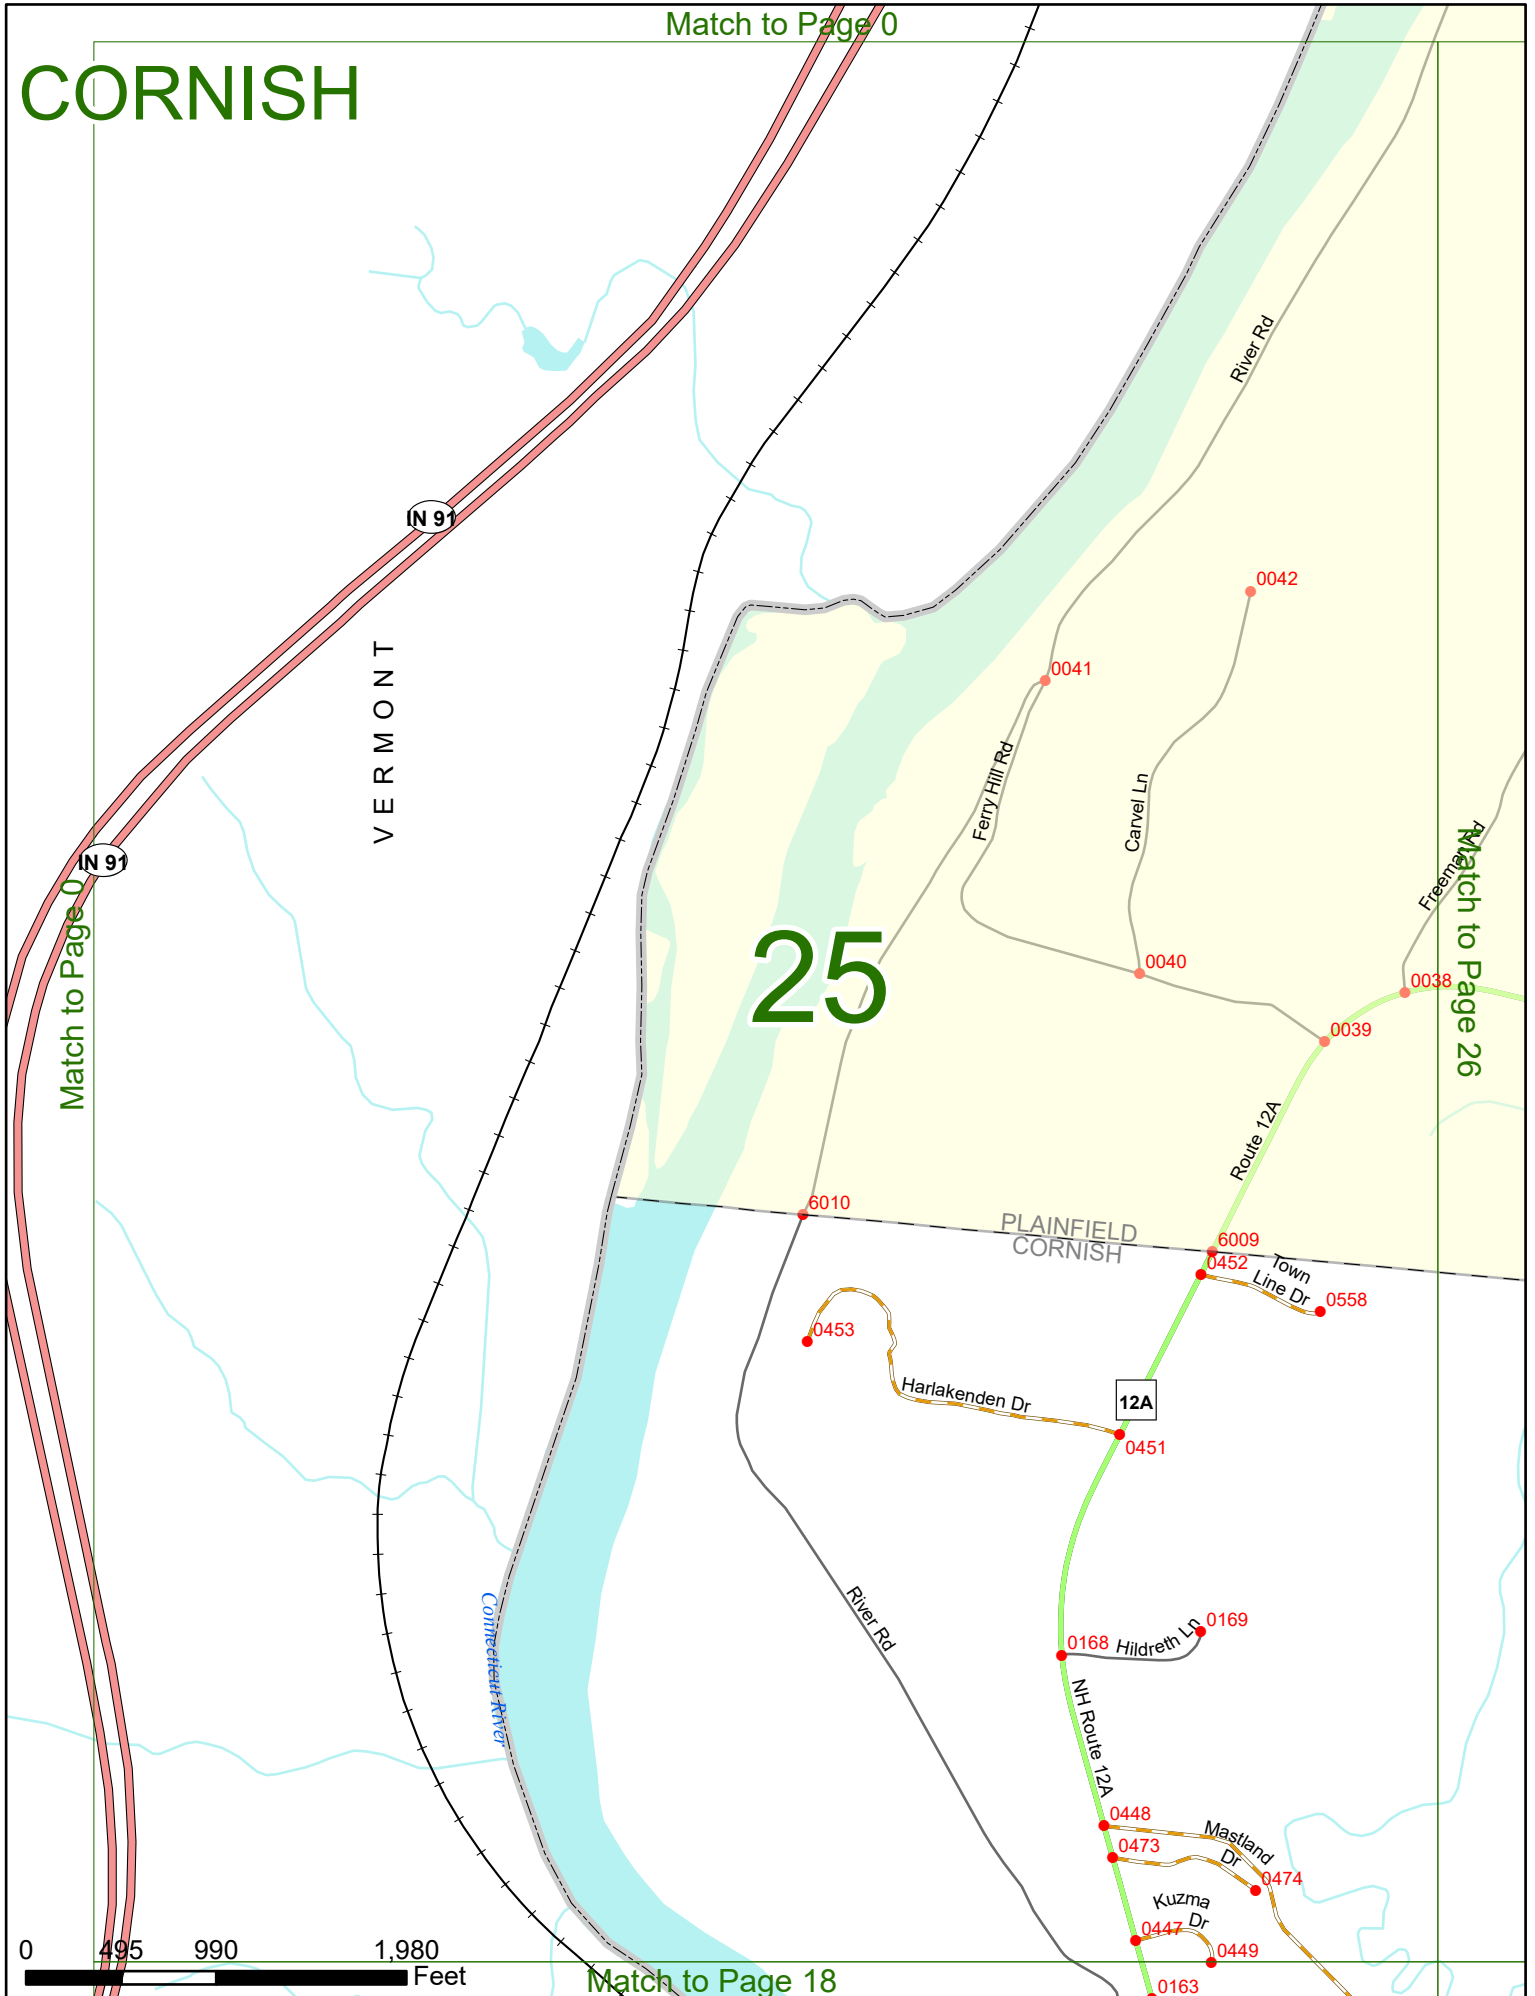 Match to Page 0
CORNISH
River Rd
IN 91
0042
VERMONT
0041
Ferry Hill Rd
Carvel Ln
Freeman Rd
IN 91
Match to Page 0
25
Match to Page 26
0040
0038
0039
Route 12A
6010
PLAINFIELD
CORNISH
6009
0452
Town
Line Dr
0558
0453
Harlakenden Dr
12A
0451
River Rd
Connecticut River
0168
Hildreth Ln
0169
NH Route 12A
0448
Mastland
Dr
0473
0474
Kuzma
Dr
0447
0449
0 495 990 1,980
Feet
Match to Page 18
0163